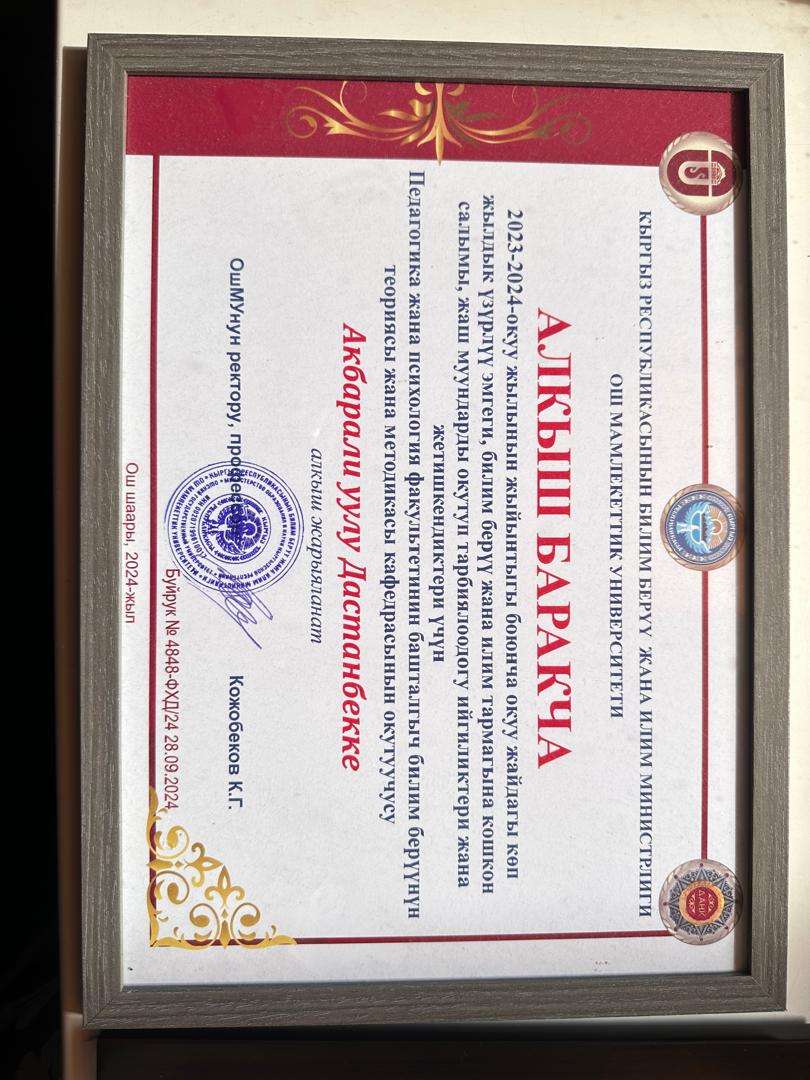 КЫРГЫЗ РЕСПУБЛИКАСЫНЫН БИЛИМ БЕРҮҮ ЖАНА ИЛИМ МИНИСТРЛИГИ
ОШ МАМЛЕКЕТТИК УНИВЕРСИТЕТИ
АЛКЫШ БАРАКЧА
2023-2024-окуу жылынын жыйынтыгы боюнча окуу жайдагы көп
жылдык үзүрлүү эмгеги, билим берүү жана илим тармагына кошкон
салымы, жаш муундарды окутуп тарбиялоодогу ийгиликтери жана
жетишкендиктери үчүн
Педагогика жана психология факультетинин башталгыч билим берүүнүн
теориясы жана методикасы кафедрасынын окутуучусу
Акбарали уулу Дастанбекке
алкыш жарыяланат
ОшМУнун ректору, профессор Кожобеков К.Г.
Буйрук № 4848-ФХД/24 28.09.2024
Ош шаары, 2024-жыл